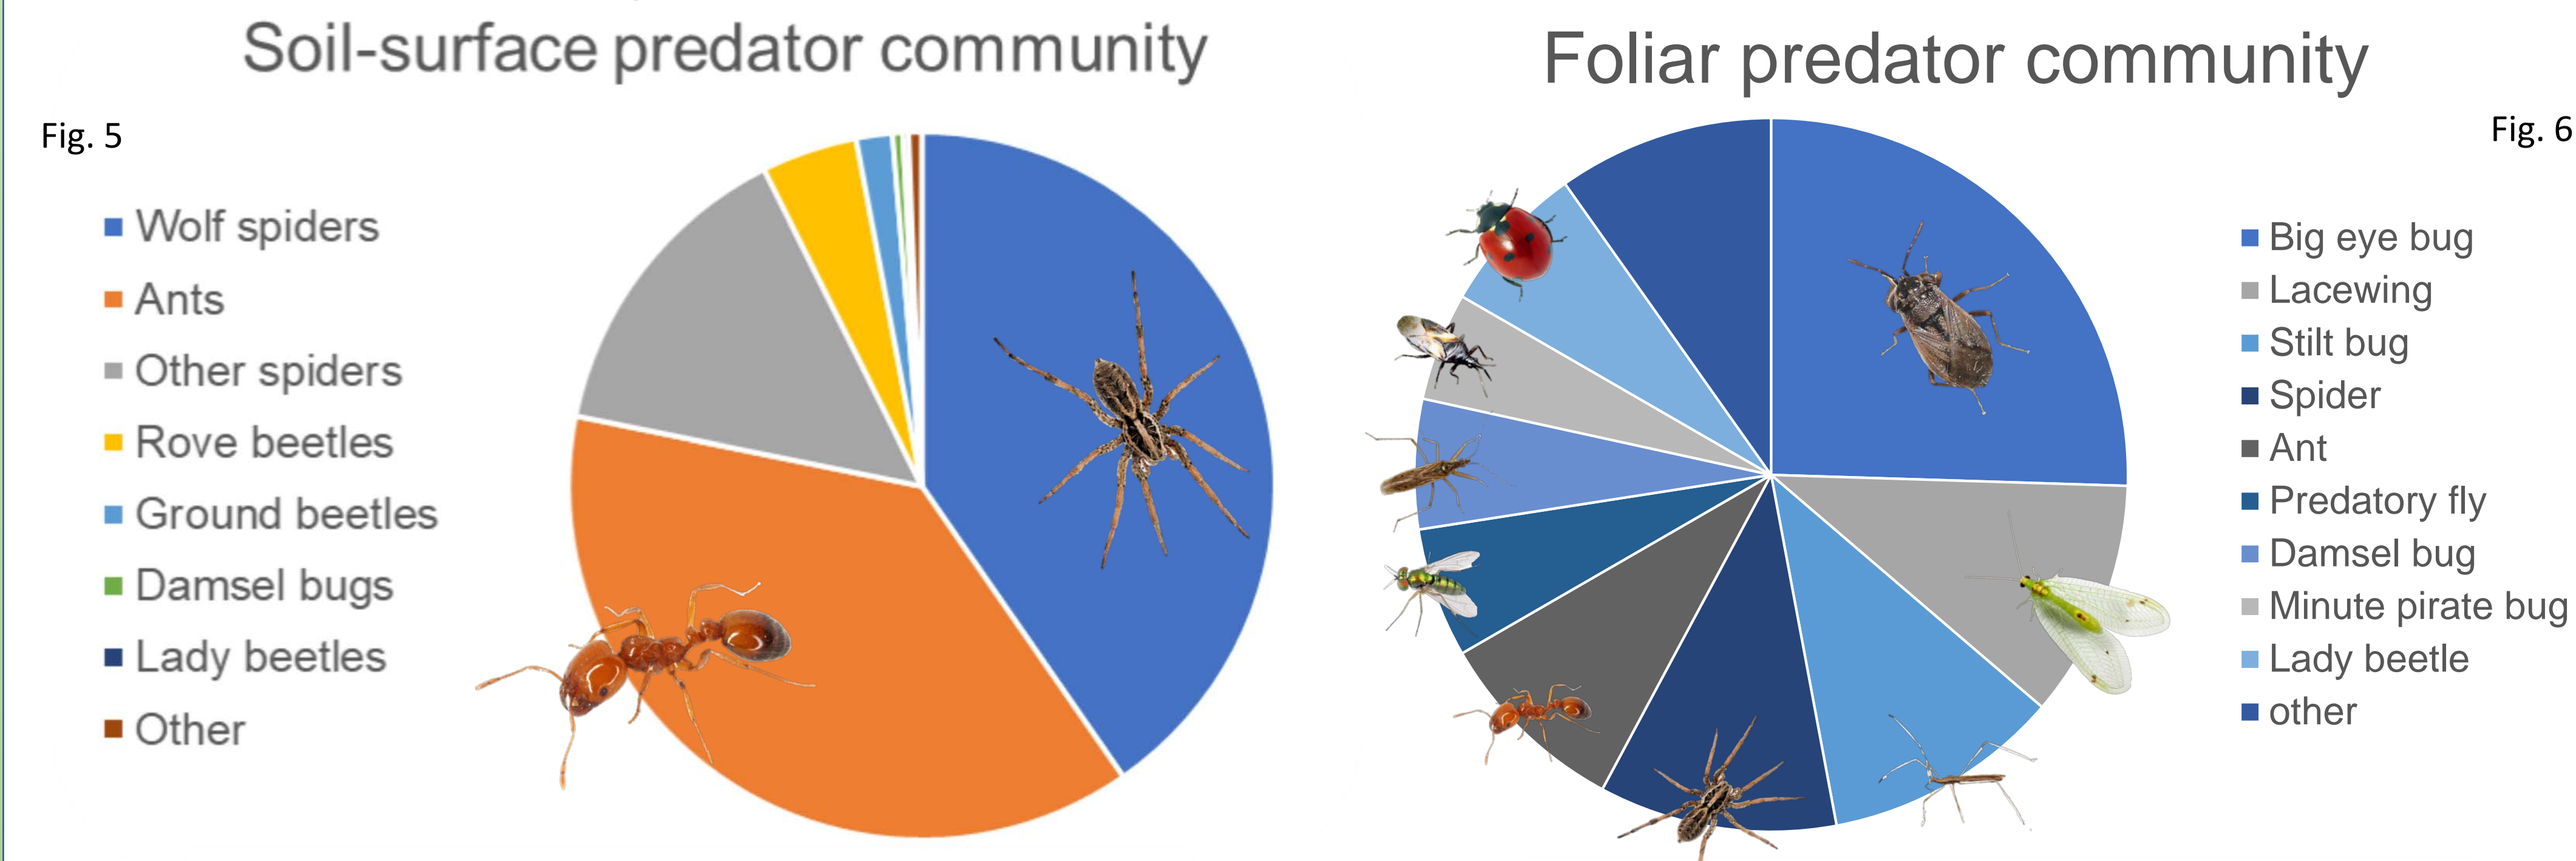 Soil-surface predator community
Fig. 5
Wolf spiders
Ants
Other spiders
Rove beetles
Ground beetles
Damsel bugs
Lady beetles
Other
Foliar predator community
Fig. 6
Big eye bug
Lacewing
Stilt bug
Spider
Ant
Predatory fly
Damsel bug
Minute pirate bug
Lady beetle
other